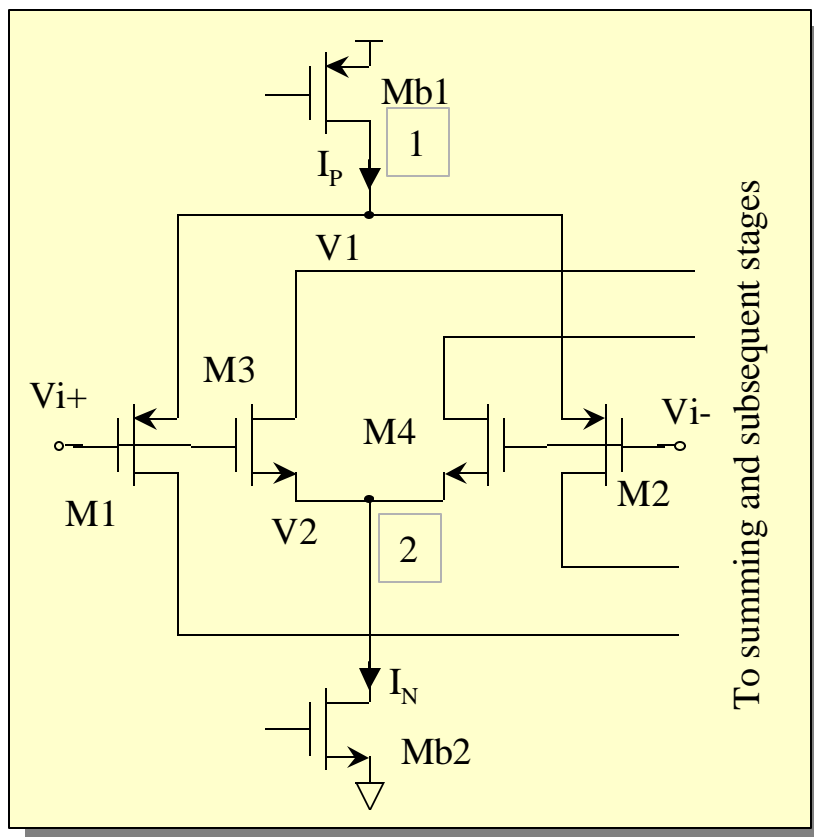 Mb1
1
I_P
V1
M3
Vi+
M4
Vi-
M1
M2
V2
2
I_N
Mb2
To summing and subsequent stages